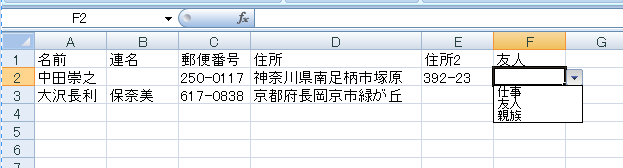 F2 fx
A B C D E F G
1 名前 連名 郵便番号 住所 住所2 友人
2 中田崇之 250-0117 神奈川県南足柄市塚原 392-23
3 大沢長利 保奈美 617-0838 京都府長岡京市緑が丘
仕事
4 友人
親族
5
6
7